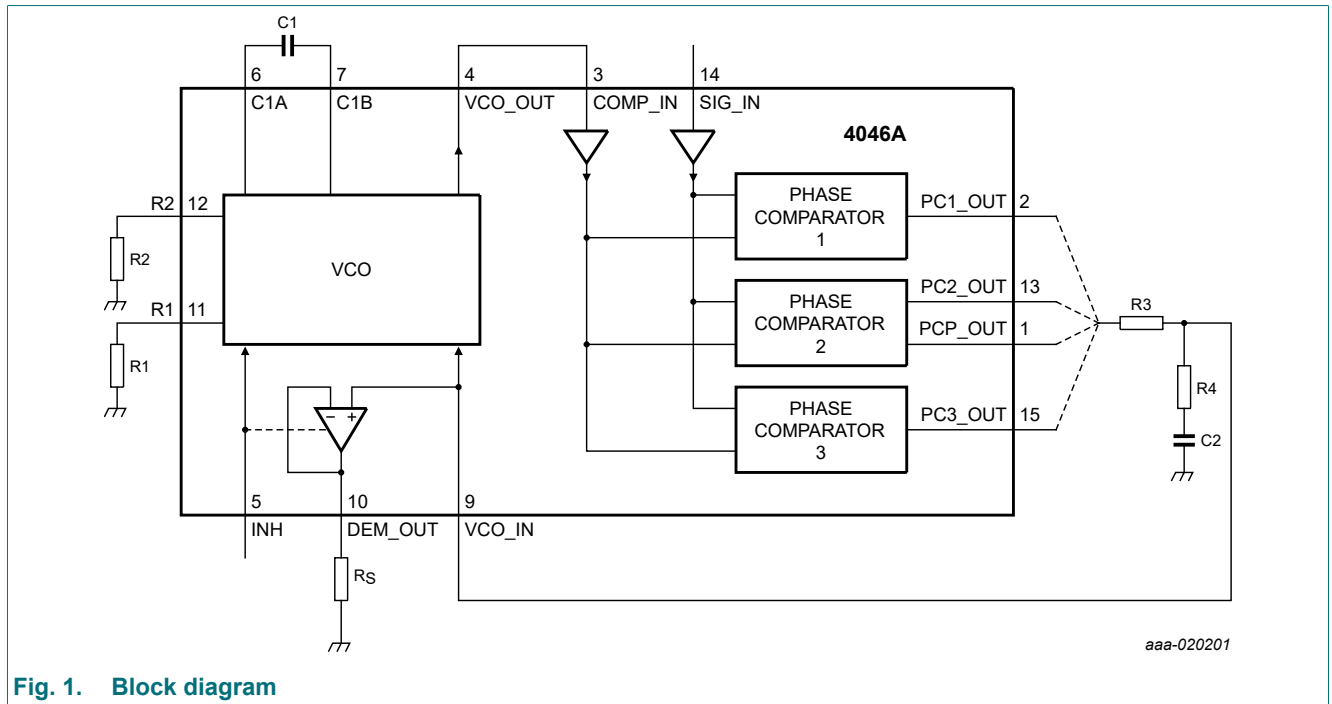 C1
6 7 4 3 14
C1A C1B VCO_OUT COMP_IN SIG_IN
4046A
R2 12
R2
R1 11
R1
VCO
PHASE
COMPARATOR
1
PC1_OUT 2
PHASE
COMPARATOR
2
PC2_OUT 13
PCP_OUT 1
PHASE
COMPARATOR
3
PC3_OUT 15
R3
R4
C2
− +
5 10 9
INH DEM_OUT VCO_IN
RS
aaa-020201
Fig. 1. Block diagram